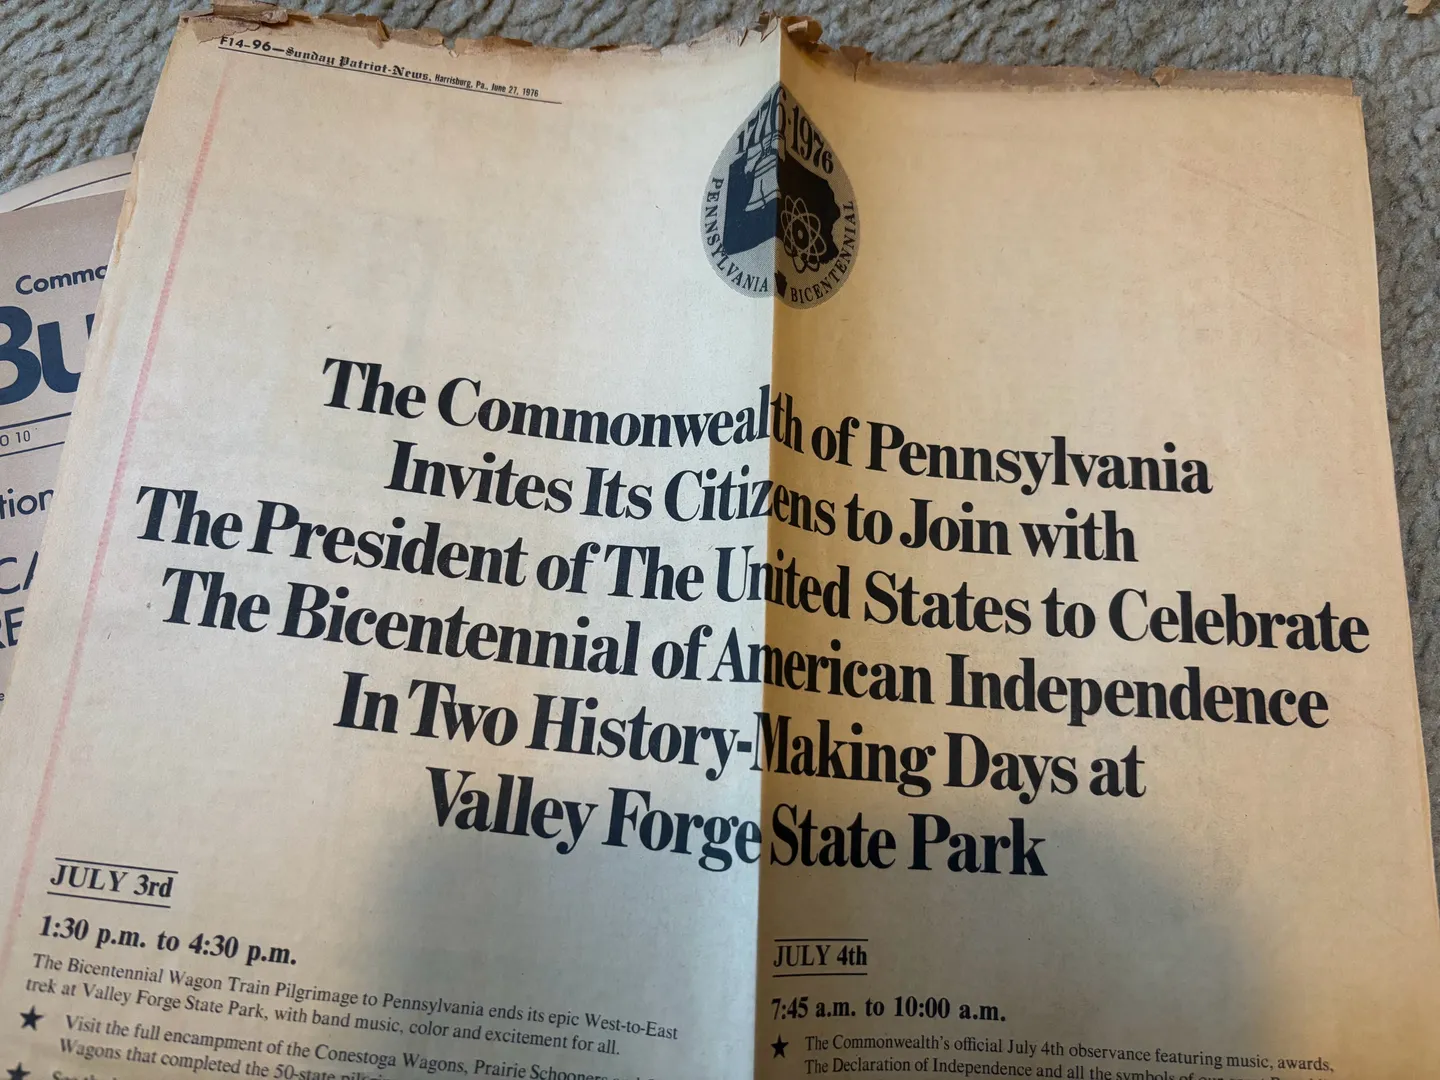 F14-96—Sunday Patriot-News, Harrisburg, Pa., June 27, 1976
1776·1976
PENNSYLVANIA BICENTENNIAL
The Commonwealth of Pennsylvania
Invites Its Citizens to Join with
The President of The United States to Celebrate
The Bicentennial of American Independence
In Two History-Making Days at
Valley Forge State Park
JULY 3rd
1:30 p.m. to 4:30 p.m.
The Bicentennial Wagon Train Pilgrimage to Pennsylvania ends its epic West-to-East
trek at Valley Forge State Park, with band music, color and excitement for all.
★ Visit the full encampment of the Conestoga Wagons, Prairie Schooners
Wagons that completed the 50-state
★ See the
JULY 4th
7:45 a.m. to 10:00 a.m.
★ The Commonwealth's official July 4th observance featuring music, awards,
The Declaration of Independence and all the symbols of our
Commo
Bu
O 10
tion
CA
RE